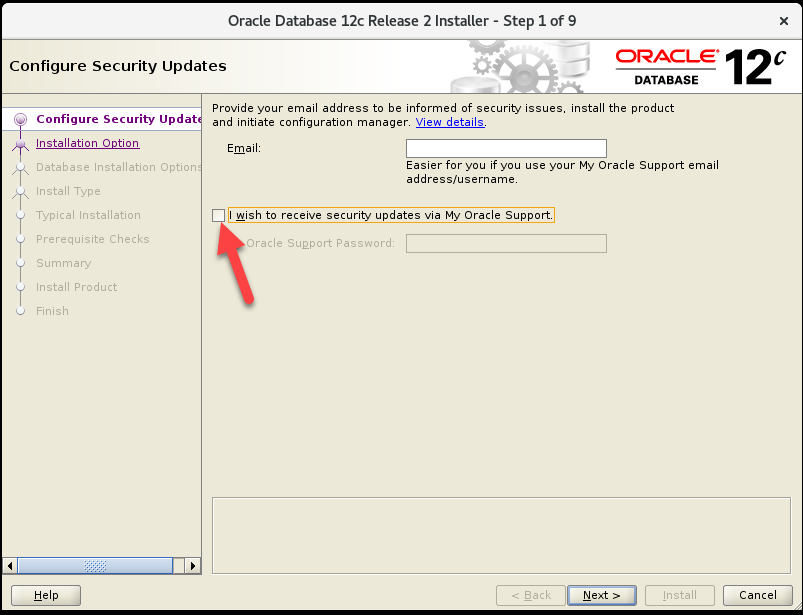 Oracle Database 12c Release 2 Installer - Step 1 of 9
Configure Security Updates
ORACLE®
DATABASE
12c
Configure Security Update
Installation Option
Database Installation Options
Install Type
Typical Installation
Prerequisite Checks
Summary
Install Product
Finish
Provide your email address to be informed of security issues, install the product
and initiate configuration manager. View details.
Email:
Easier for you if you use your My Oracle Support email
address/username.
I wish to receive security updates via My Oracle Support.
Oracle Support Password:
Help
< Back
Next >
Install
Cancel